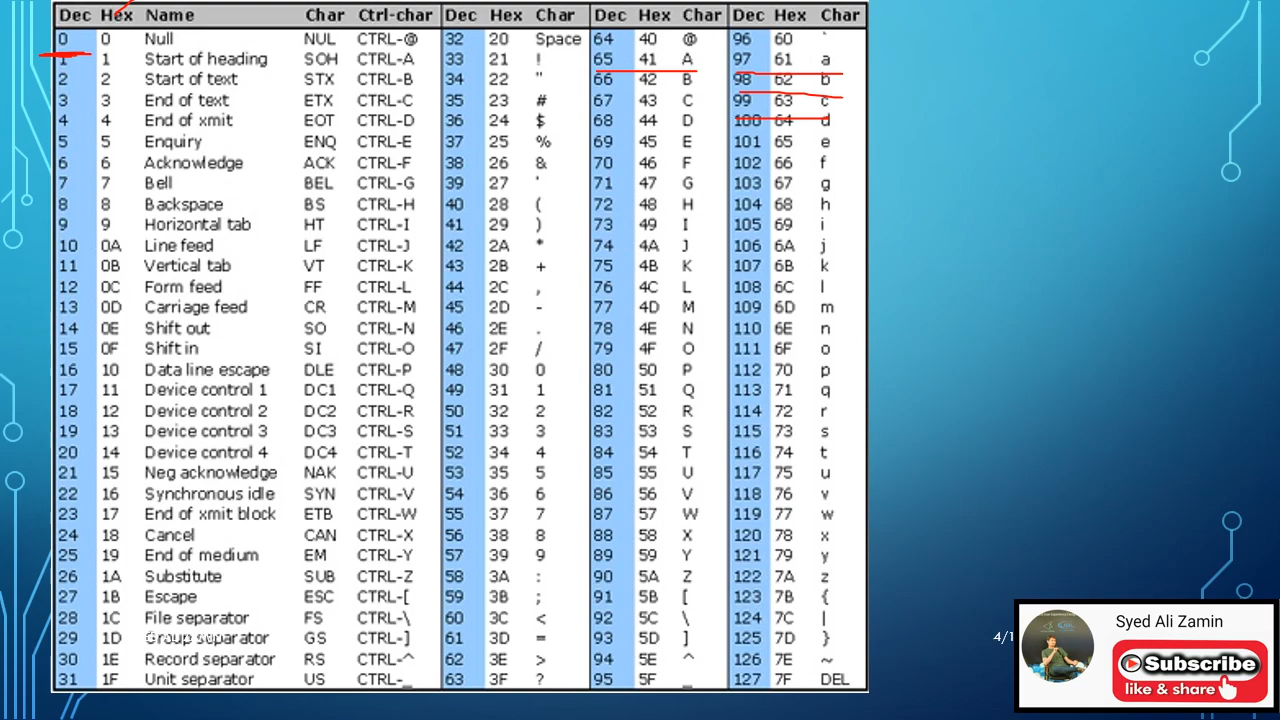 Dec Hex Name Char Ctrl-char Dec Hex Char Dec Hex Char Dec Hex Char
0 0 Null NUL CTRL-@ 32 20 Space 64 40 @ 96 60 `
1 1 Start of heading SOH CTRL-A 33 21 ! 65 41 A 97 61 a
2 2 Start of text STX CTRL-B 34 22 " 66 42 B 98 62 b
3 3 End of text ETX CTRL-C 35 23 # 67 43 C 99 63 c
4 4 End of xmit EOT CTRL-D 36 24 $ 68 44 D 100 64 d
5 5 Enquiry ENQ CTRL-E 37 25 % 69 45 E 101 65 e
6 6 Acknowledge ACK CTRL-F 38 26 & 70 46 F 102 66 f
7 7 Bell BEL CTRL-G 39 27 ' 71 47 G 103 67 g
8 8 Backspace BS CTRL-H 40 28 ( 72 48 H 104 68 h
9 9 Horizontal tab HT CTRL-I 41 29 ) 73 49 I 105 69 i
10 0A Line feed LF CTRL-J 42 2A * 74 4A J 106 6A j
11 0B Vertical tab VT CTRL-K 43 2B + 75 4B K 107 6B k
12 0C Form feed FF CTRL-L 44 2C , 76 4C L 108 6C l
13 0D Carriage feed CR CTRL-M 45 2D - 77 4D M 109 6D m
14 0E Shift out SO CTRL-N 46 2E . 78 4E N 110 6E n
15 0F Shift in SI CTRL-O 47 2F / 79 4F O 111 6F o
16 10 Data line escape DLE CTRL-P 48 30 0 80 50 P 112 70 p
17 11 Device control 1 DC1 CTRL-Q 49 31 1 81 51 Q 113 71 q
18 12 Device control 2 DC2 CTRL-R 50 32 2 82 52 R 114 72 r
19 13 Device control 3 DC3 CTRL-S 51 33 3 83 53 S 115 73 s
20 14 Device control 4 DC4 CTRL-T 52 34 4 84 54 T 116 74 t
21 15 Neg acknowledge NAK CTRL-U 53 35 5 85 55 U 117 75 u
22 16 Synchronous idle SYN CTRL-V 54 36 6 86 56 V 118 76 v
23 17 End of xmit block ETB CTRL-W 55 37 7 87 57 W 119 77 w
24 18 Cancel CAN CTRL-X 56 38 8 88 58 X 120 78 x
25 19 End of medium EM CTRL-Y 57 39 9 89 59 Y 121 79 y
26 1A Substitute SUB CTRL-Z 58 3A : 90 5A Z 122 7A z
27 1B Escape ESC CTRL-[ 59 3B ; 91 5B [ 123 7B {
28 1C File separator FS CTRL-\ 60 3C < 92 5C \ 124 7C |
29 1D Group separator GS CTRL-] 61 3D = 93 5D ] 125 7D }
30 1E Record separator RS CTRL-^ 62 3E > 94 5E ^ 126 7E ~
31 1F Unit separator US CTRL-_ 63 3F ? 95 5F _ 127 7F DEL
4/1
Syed Ali Zamin
Subscribe
like & share